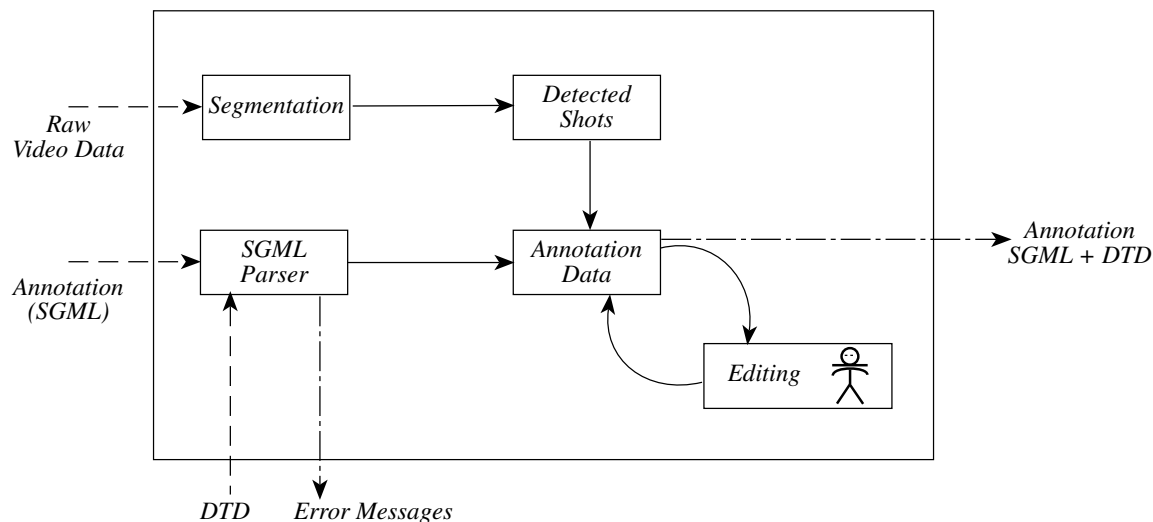 Segmentation
Detected
Shots
Raw
Video Data
SGML
Parser
Annotation
Data
Annotation
SGML + DTD
Annotation
(SGML)
Editing
DTD
Error Messages